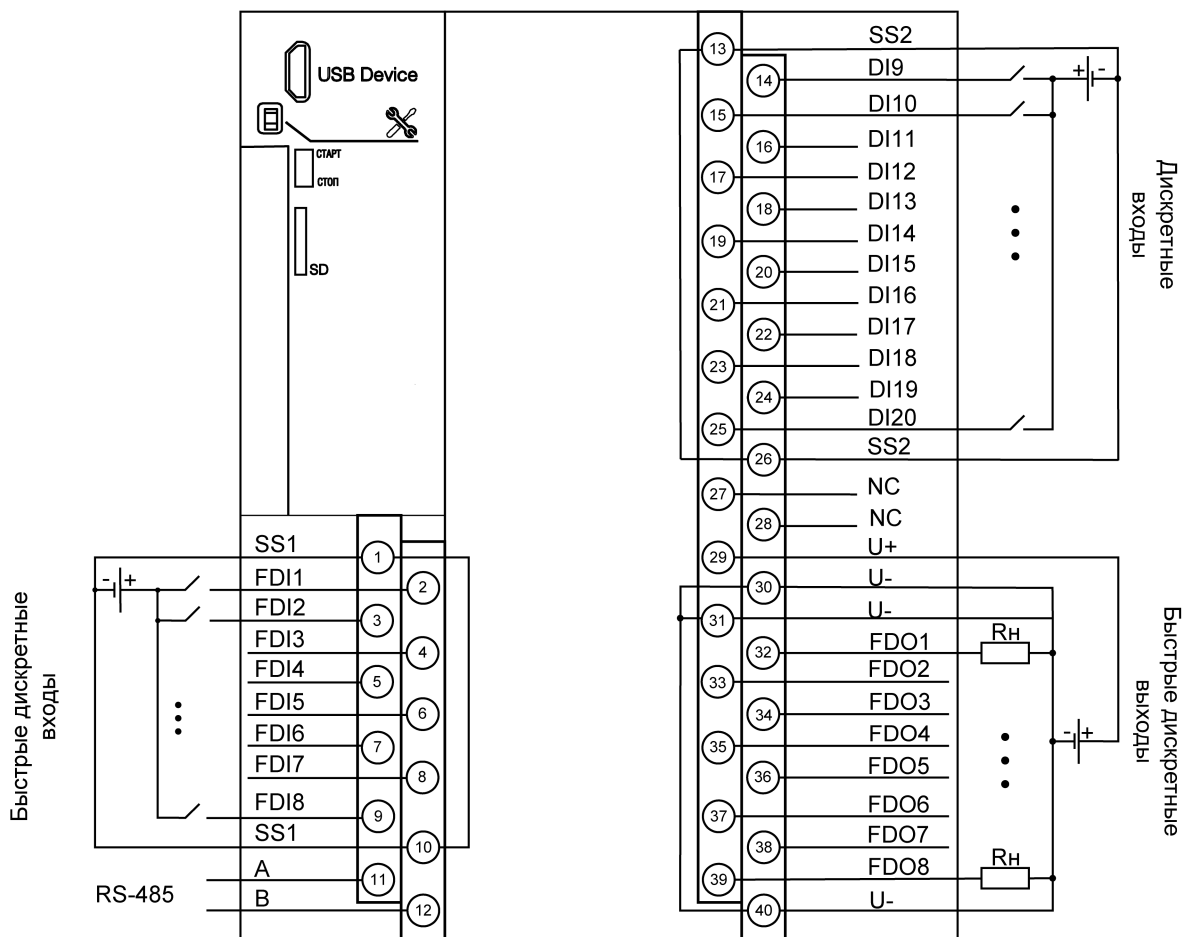 USB Device
СТАРТ
СТОП
SD
SS1
1
- +
FDI1
2
FDI2
3
FDI3
4
FDI4
5
FDI5
6
FDI6
7
FDI7
8
FDI8
9
SS1
10
A
11
RS-485
B
12
Быстрые дискретные
входы
13
SS2
14
DI9
+ -
15
DI10
16
DI11
17
DI12
18
DI13
19
DI14
20
DI15
21
DI16
22
DI17
23
DI18
24
DI19
25
DI20
26
SS2
Дискретные
входы
27
NC
28
NC
29
U+
30
U-
31
U-
32
FDO1
Rн
33
FDO2
34
FDO3
35
FDO4
- +
36
FDO5
37
FDO6
38
FDO7
39
FDO8
Rн
40
U-
Быстрые дискретные
выходы